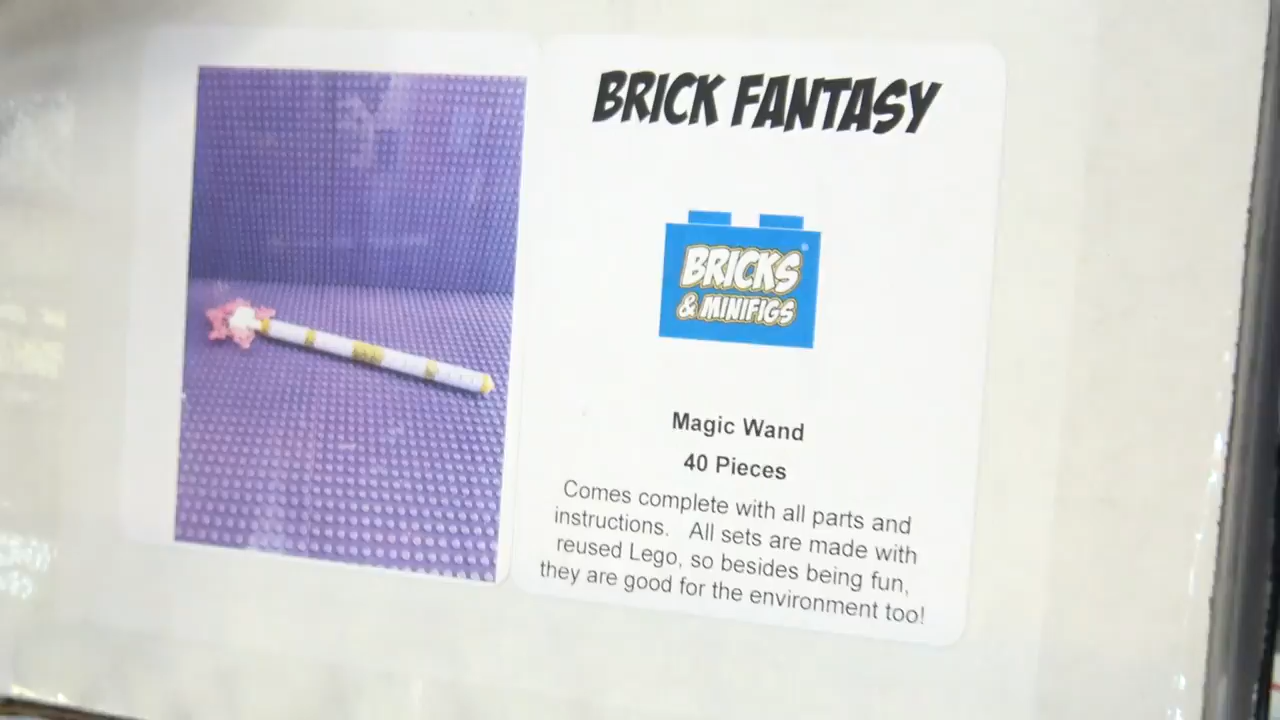 BRICK FANTASY
BRICKS
& MINIFIGS
Magic Wand
40 Pieces
Comes complete with all parts and
instructions. All sets are made with
reused Lego, so besides being fun,
they are good for the environment too!